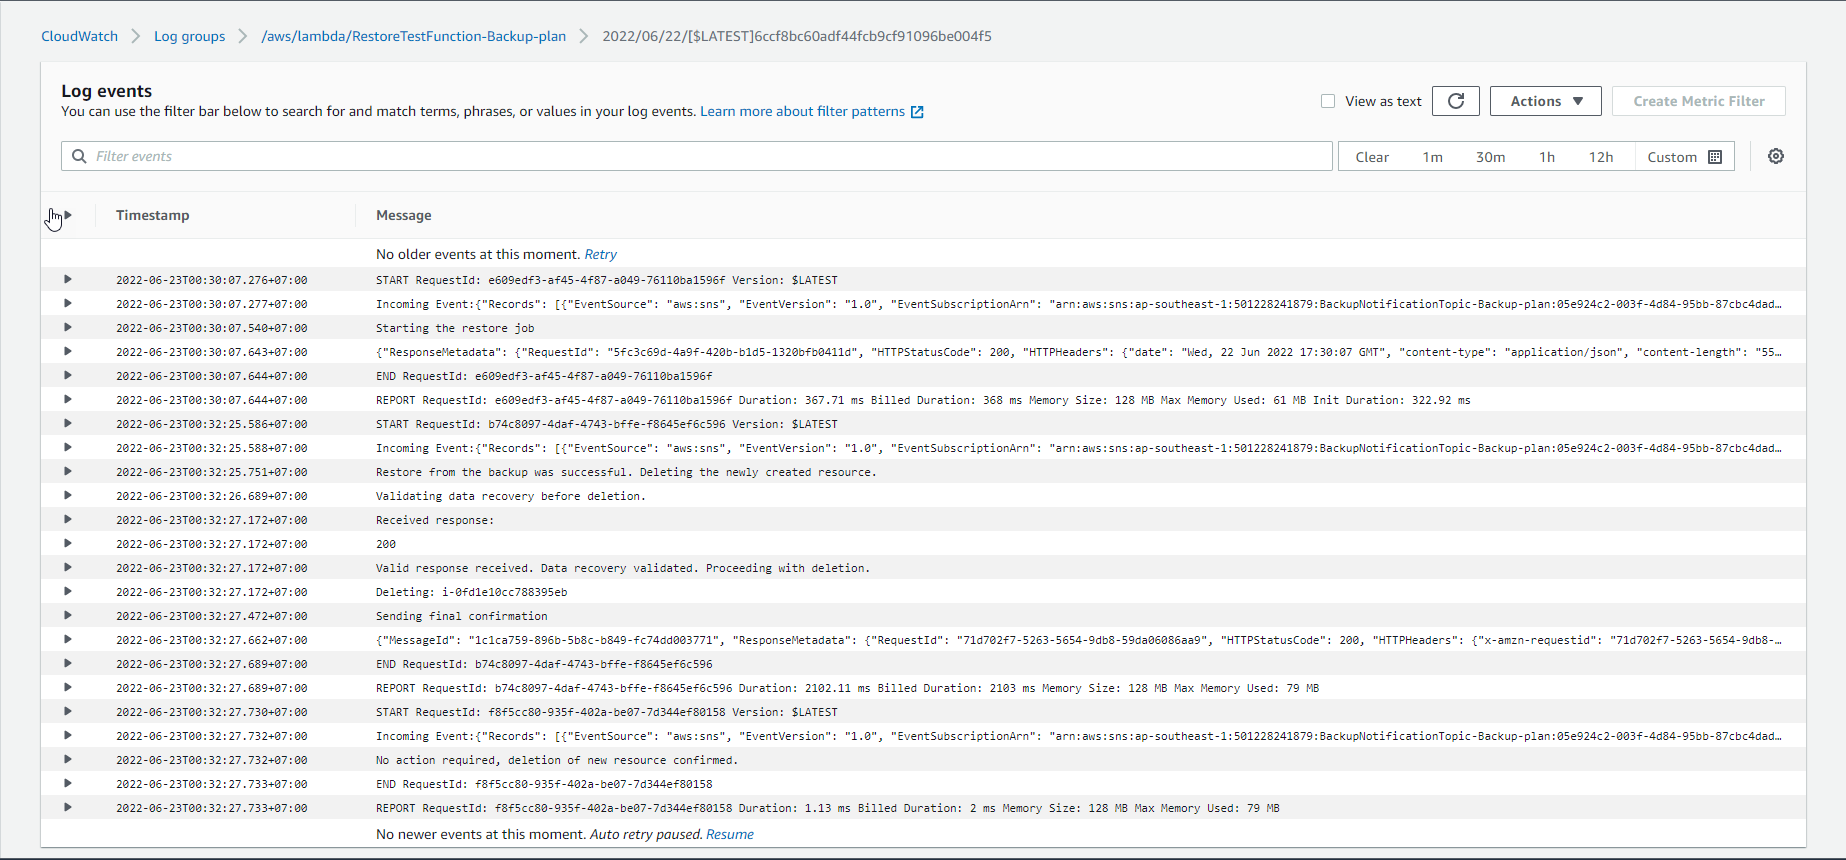 CloudWatch > Log groups > /aws/lambda/RestoreTestFunction-Backup-plan > 2022/06/22/[$LATEST]6ccf8bc60adf44fcb9cf91096be004f5
Log events
You can use the filter bar below to search for and match terms, phrases, or values in your log events. Learn more about filter patterns
View as text Actions Create Metric Filter
Filter events Clear 1m 30m 1h 12h Custom
Timestamp Message
No older events at this moment. Retry
2022-06-23T00:30:07.276+07:00 START RequestId: e609edf3-af45-4f87-a049-76110ba1596f Version: $LATEST
2022-06-23T00:30:07.277+07:00 Incoming Event:{"Records": [{"EventSource": "aws:sns", "EventVersion": "1.0", "EventSubscriptionArn": "arn:aws:sns:ap-southeast-1:501228241879:BackupNotificationTopic-Backup-plan:05e924c2-003f-4d84-95bb-87cbc4dad…
2022-06-23T00:30:07.540+07:00 Starting the restore job
2022-06-23T00:30:07.643+07:00 {"ResponseMetadata": {"RequestId": "5fc3c69d-4a9f-420b-b1d5-1320bfb0411d", "HTTPStatusCode": 200, "HTTPHeaders": {"date": "Wed, 22 Jun 2022 17:30:07 GMT", "content-type": "application/json", "content-length": "55…
2022-06-23T00:30:07.644+07:00 END RequestId: e609edf3-af45-4f87-a049-76110ba1596f
2022-06-23T00:30:07.644+07:00 REPORT RequestId: e609edf3-af45-4f87-a049-76110ba1596f Duration: 367.71 ms Billed Duration: 368 ms Memory Size: 128 MB Max Memory Used: 61 MB Init Duration: 322.92 ms
2022-06-23T00:32:25.586+07:00 START RequestId: b74c8097-4daf-4743-bffe-f8645ef6c596 Version: $LATEST
2022-06-23T00:32:25.588+07:00 Incoming Event:{"Records": [{"EventSource": "aws:sns", "EventVersion": "1.0", "EventSubscriptionArn": "arn:aws:sns:ap-southeast-1:501228241879:BackupNotificationTopic-Backup-plan:05e924c2-003f-4d84-95bb-87cbc4dad…
2022-06-23T00:32:25.751+07:00 Restore from the backup was successful. Deleting the newly created resource.
2022-06-23T00:32:26.689+07:00 Validating data recovery before deletion.
2022-06-23T00:32:27.172+07:00 Received response:
2022-06-23T00:32:27.172+07:00 200
2022-06-23T00:32:27.172+07:00 Valid response received. Data recovery validated. Proceeding with deletion.
2022-06-23T00:32:27.172+07:00 Deleting: i-0fd1e10cc788395eb
2022-06-23T00:32:27.472+07:00 Sending final confirmation
2022-06-23T00:32:27.662+07:00 {"MessageId": "1c1ca759-896b-5b8c-b849-fc74dd003771", "ResponseMetadata": {"RequestId": "71d702f7-5263-5654-9db8-59da06086aa9", "HTTPStatusCode": 200, "HTTPHeaders": {"x-amzn-requestid": "71d702f7-5263-5654-9db8-…
2022-06-23T00:32:27.689+07:00 END RequestId: b74c8097-4daf-4743-bffe-f8645ef6c596
2022-06-23T00:32:27.689+07:00 REPORT RequestId: b74c8097-4daf-4743-bffe-f8645ef6c596 Duration: 2102.11 ms Billed Duration: 2103 ms Memory Size: 128 MB Max Memory Used: 79 MB
2022-06-23T00:32:27.730+07:00 START RequestId: f8f5cc80-935f-402a-be07-7d344ef80158 Version: $LATEST
2022-06-23T00:32:27.732+07:00 Incoming Event:{"Records": [{"EventSource": "aws:sns", "EventVersion": "1.0", "EventSubscriptionArn": "arn:aws:sns:ap-southeast-1:501228241879:BackupNotificationTopic-Backup-plan:05e924c2-003f-4d84-95bb-87cbc4dad…
2022-06-23T00:32:27.732+07:00 No action required, deletion of new resource confirmed.
2022-06-23T00:32:27.733+07:00 END RequestId: f8f5cc80-935f-402a-be07-7d344ef80158
2022-06-23T00:32:27.733+07:00 REPORT RequestId: f8f5cc80-935f-402a-be07-7d344ef80158 Duration: 1.13 ms Billed Duration: 2 ms Memory Size: 128 MB Max Memory Used: 79 MB
No newer events at this moment. Auto retry paused. Resume